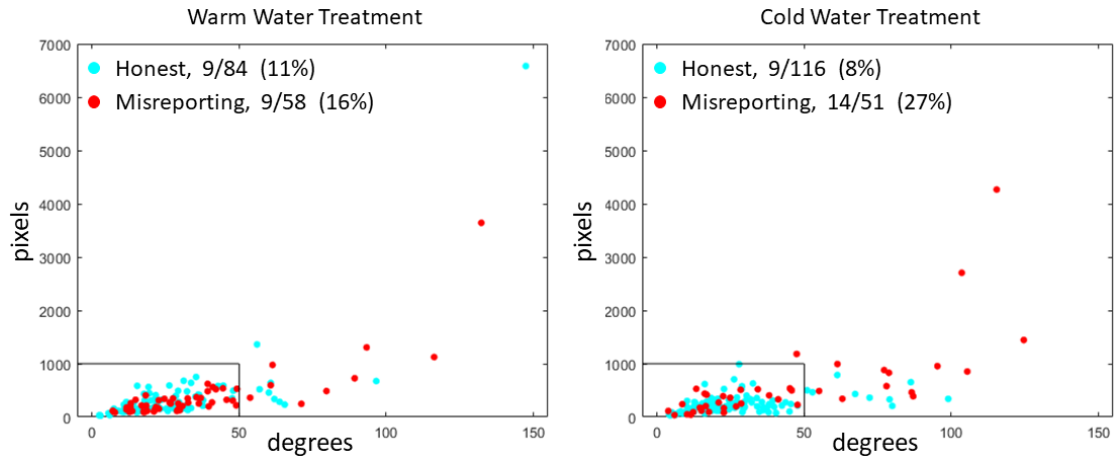 Warm Water Treatment
7000
6000
5000
4000
3000
2000
1000
0
pixels
Honest, 9/84 (11%)
Misreporting, 9/58 (16%)
0
50
100
150
degrees
Cold Water Treatment
7000
6000
5000
4000
3000
2000
1000
0
pixels
Honest, 9/116 (8%)
Misreporting, 14/51 (27%)
0
50
100
150
degrees